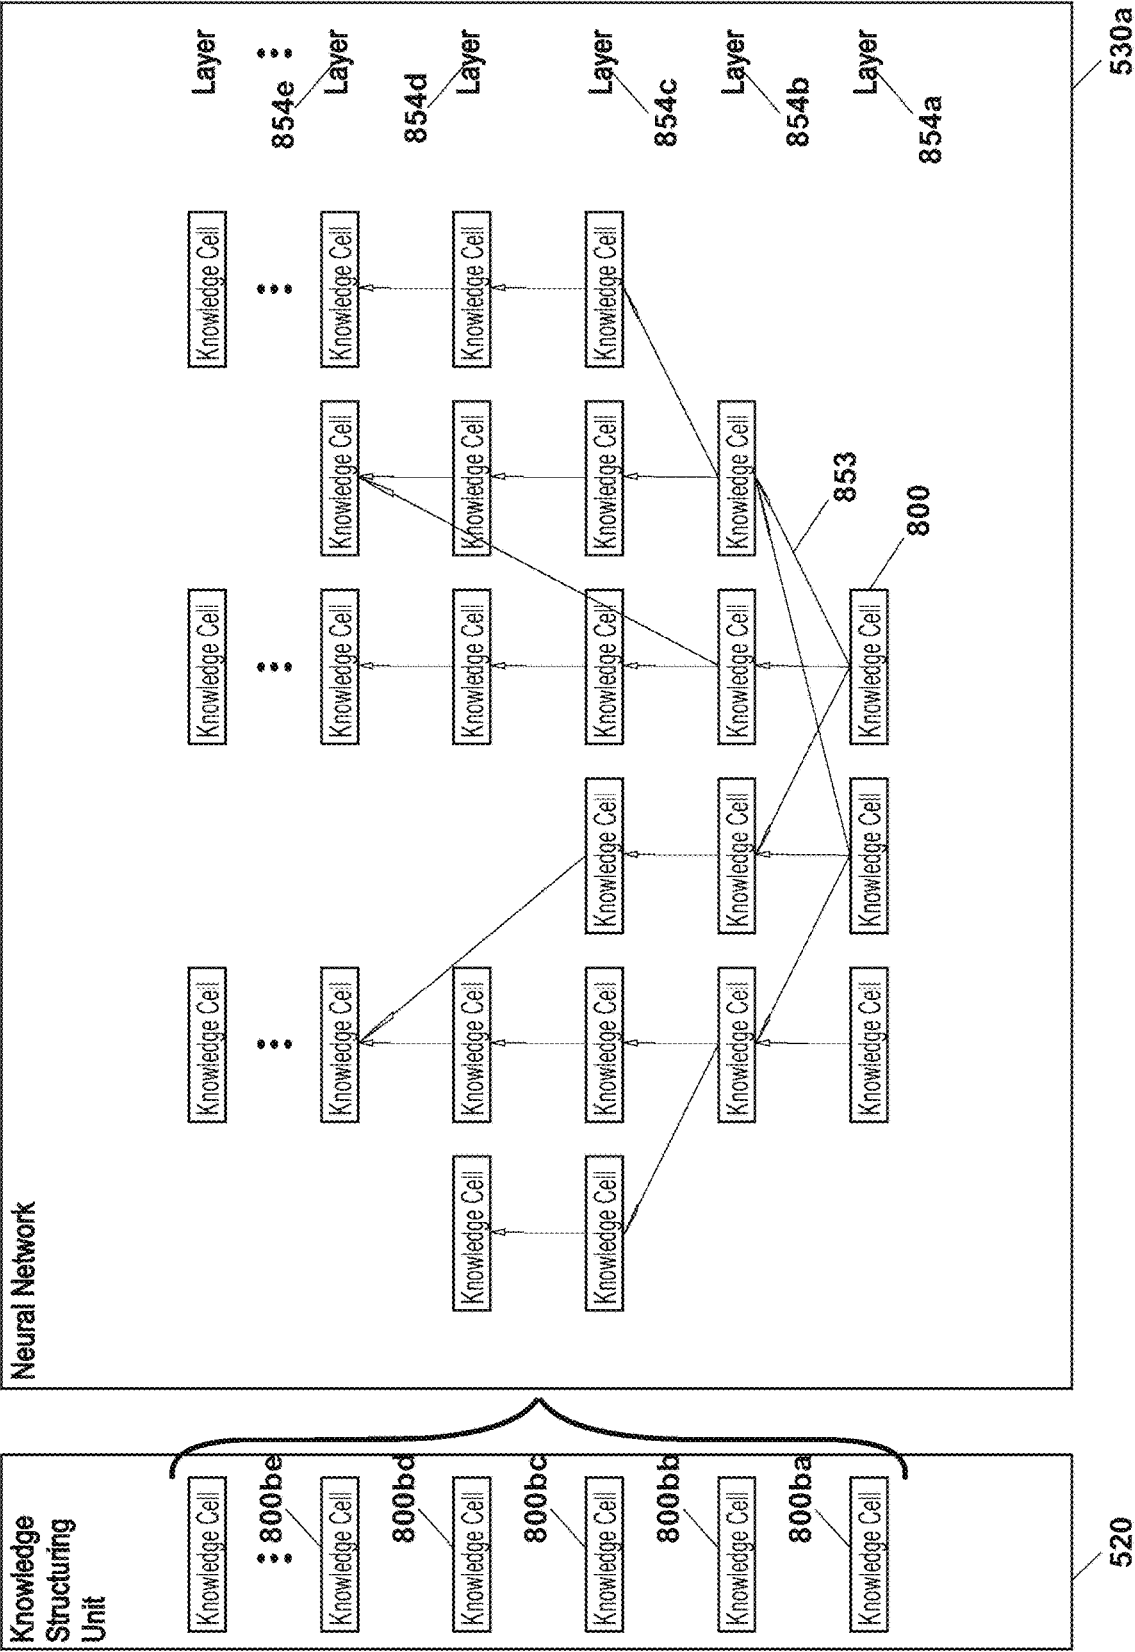 Knowledge
Structuring
Unit
Neural Network
Knowledge Cell Knowledge Cell Knowledge Cell Knowledge Cell Layer
800be 854e
Knowledge Cell Knowledge Cell Knowledge Cell Knowledge Cell Knowledge Cell Layer
800bd 854d
Knowledge Cell Knowledge Cell Knowledge Cell Knowledge Cell Knowledge Cell Knowledge Cell Layer
800bc
Knowledge Cell Knowledge Cell Knowledge Cell Knowledge Cell Knowledge Cell Knowledge Cell Knowledge Cell Layer
800bb 854c
Knowledge Cell Knowledge Cell Knowledge Cell Knowledge Cell Knowledge Cell Layer
800ba 854b
853
Knowledge Cell Knowledge Cell Knowledge Cell Knowledge Cell Layer
800 854a
520 530a